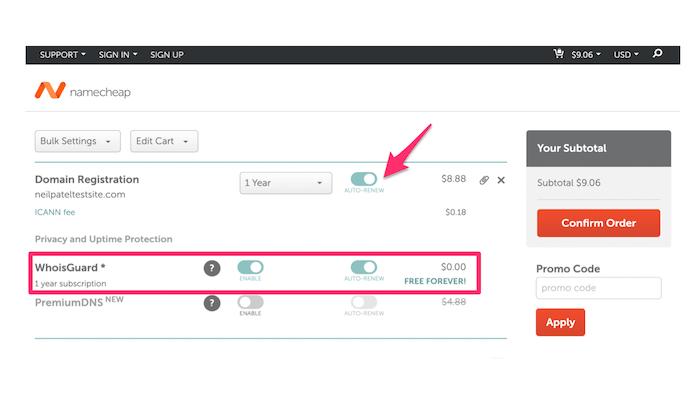 SUPPORT SIGN IN SIGN UP $9.06 USD
namecheap
Bulk Settings Edit Cart
Your Subtotal
Domain Registration 1 Year $8.88
neilpateltestsite.com AUTO-RENEW
Subtotal $9.06
ICANN fee $0.18
Confirm Order
Privacy and Uptime Protection
WhoisGuard * ? $0.00
ENABLE AUTO-RENEW
1 year subscription FREE FOREVER!
Promo Code
promo code
PremiumDNS NEW ? $4.88
ENABLE AUTO-RENEW
Apply